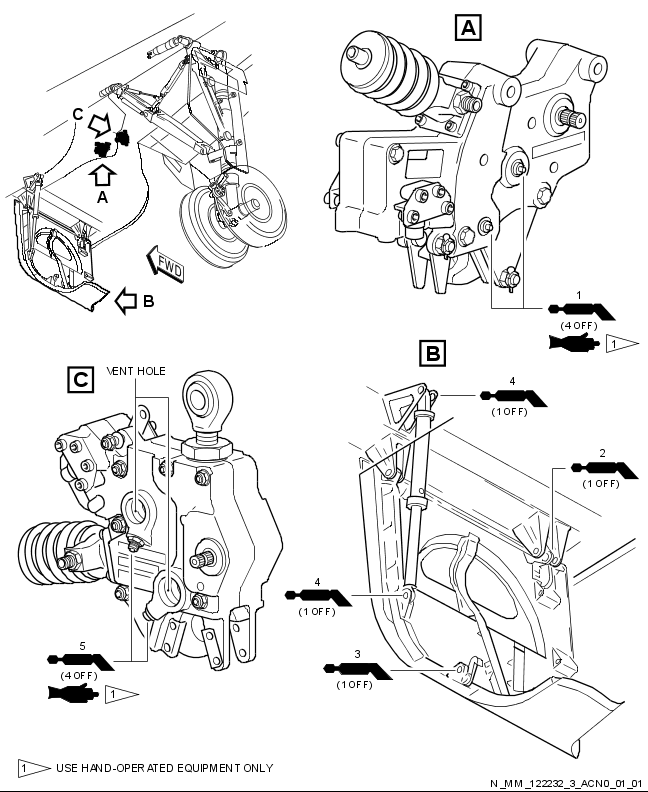 A
C
A
FWD
B
1
(4 OFF)
1
C
VENT HOLE
B
4
(1 OFF)
2
(1 OFF)
4
(1 OFF)
3
(1 OFF)
5
(4 OFF)
1
1 USE HAND-OPERATED EQUIPMENT ONLY
N_MM_122232_3_ACN0_01_01